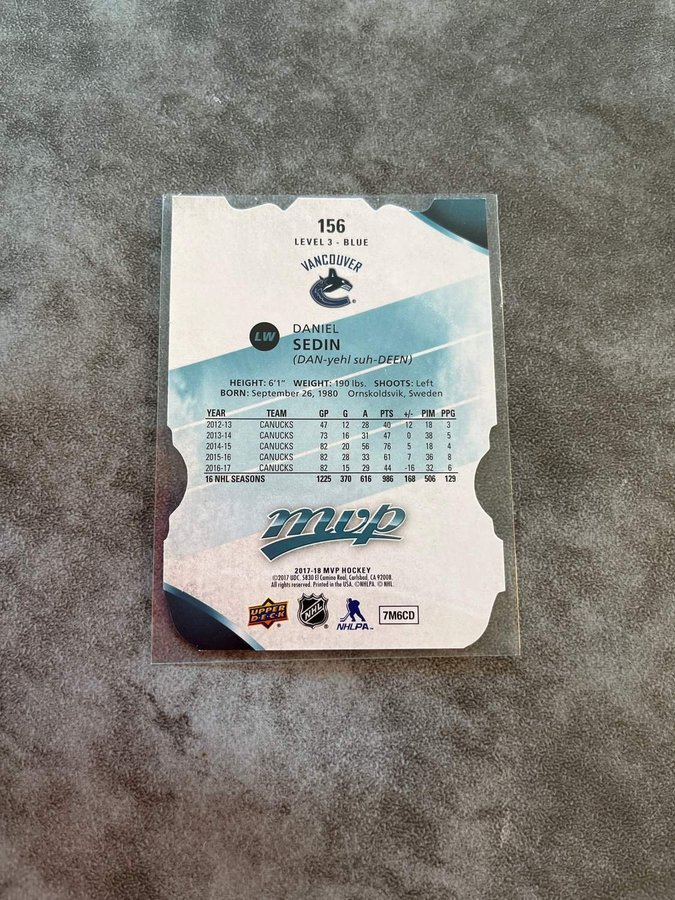 156
LEVEL 3 - BLUE
VANCOUVER
LW
DANIEL
SEDIN
(DAN-yehl suh-DEEN)
HEIGHT: 6'1" WEIGHT: 190 lbs. SHOOTS: Left
BORN: September 26, 1980 Ornskoldsvik, Sweden
YEAR TEAM GP G A PTS +/- PIM PPG
2012-13 CANUCKS 47 12 28 40 12 18 3
2013-14 CANUCKS 73 16 31 47 0 38 5
2014-15 CANUCKS 82 20 56 76 5 18 4
2015-16 CANUCKS 82 28 33 61 7 36 8
2016-17 CANUCKS 82 15 29 44 -16 32 6
16 NHL SEASONS 1225 370 616 986 168 506 129
mvp
2017-18 MVP HOCKEY
©2017 UDC. 5830 El Camino Real, Carlsbad, CA 92008.
All rights reserved. Printed in the USA. ©NHLPA. © NHL.
UPPER DECK
NHL
NHLPA™
7M6CD